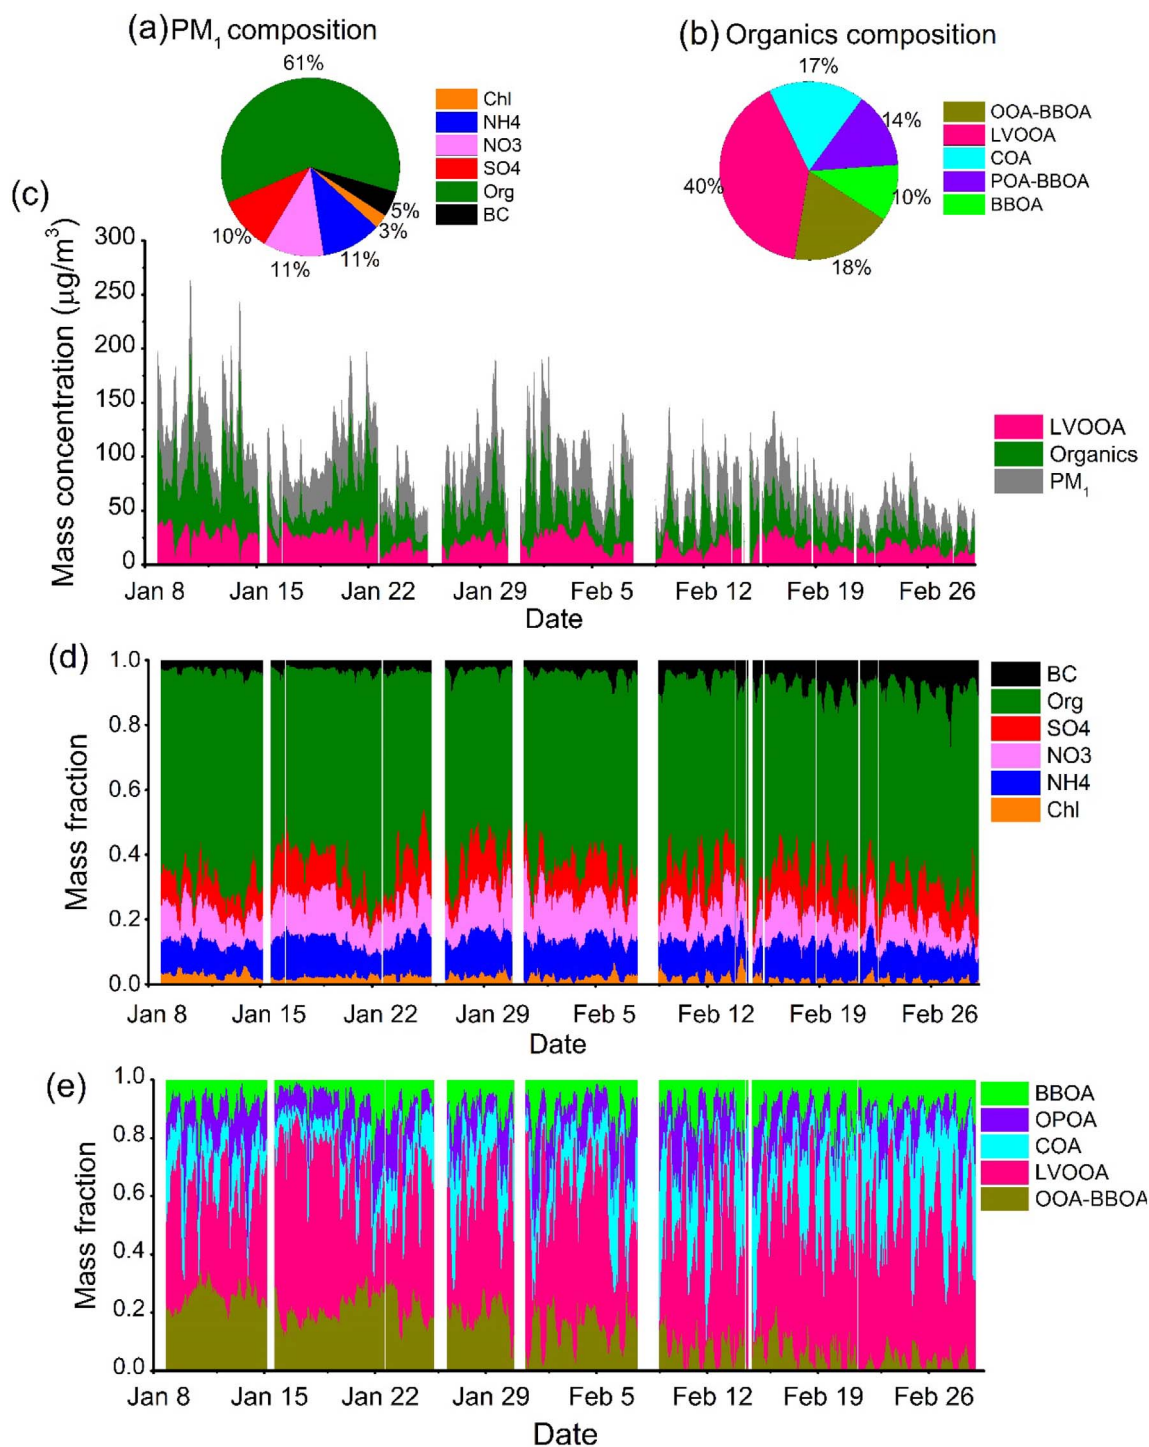 (a) PM1 composition
61%
5%
3%
11%
11%
10%
Chl
NH4
NO3
SO4
Org
BC
(b) Organics composition
17%
14%
10%
18%
40%
OOA-BBOA
LVOOA
COA
POA-BBOA
BBOA
(c)
Mass concentration (μg/m³)
300
250
200
150
100
50
0
Jan 8 Jan 15 Jan 22 Jan 29 Feb 5 Feb 12 Feb 19 Feb 26
Date
LVOOA
Organics
PM1
(d)
Mass fraction
1.0
0.8
0.6
0.4
0.2
0.0
Jan 8 Jan 15 Jan 22 Jan 29 Feb 5 Feb 12 Feb 19 Feb 26
Date
BC
Org
SO4
NO3
NH4
Chl
(e)
Mass fraction
1.0
0.8
0.6
0.4
0.2
0.0
Jan 8 Jan 15 Jan 22 Jan 29 Feb 5 Feb 12 Feb 19 Feb 26
Date
BBOA
OPOA
COA
LVOOA
OOA-BBOA